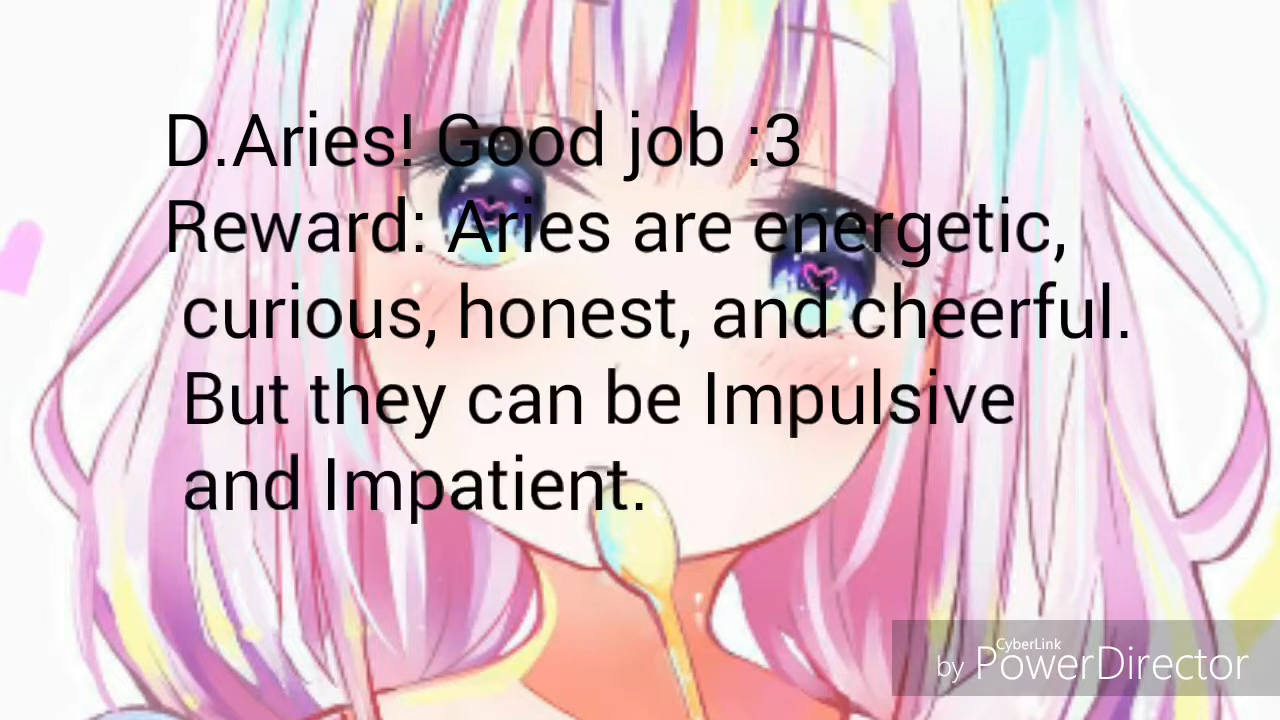 D.Aries! Good job :3
Reward: Aries are energetic,
curious, honest, and cheerful.
But they can be Impulsive
and Impatient.
CyberLink
by PowerDirector